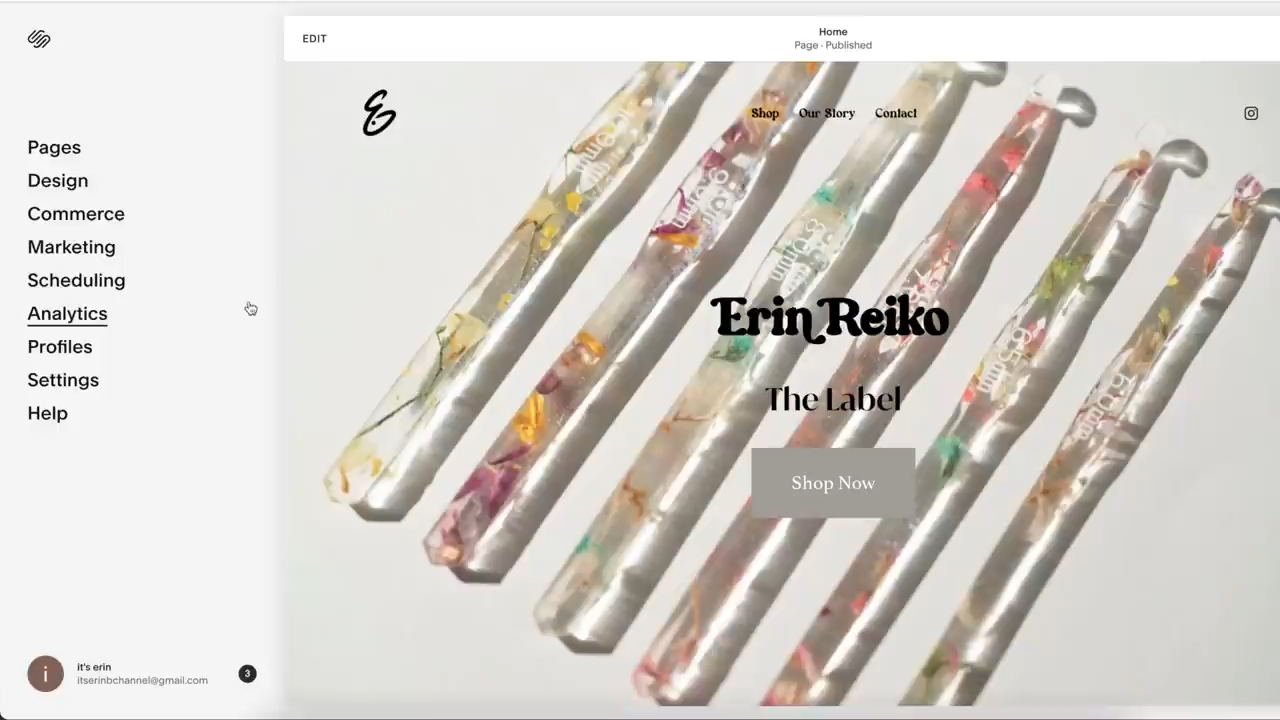 EDIT
Home
Page · Published
Shop
Our Story
Contact
Pages
Design
Commerce
Marketing
Scheduling
Analytics
Profiles
Settings
Help
Erin Reiko
The Label
Shop Now
i
it's erin
itserinbchannel@gmail.com
3